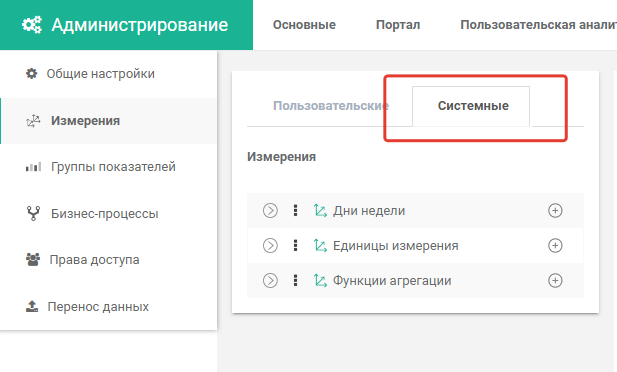 Администрирование
Основные
Портал
Пользовательская анали
Общие настройки
Измерения
Группы показателей
Бизнес-процессы
Права доступа
Перенос данных
Пользовательские
Системные
Измерения
Дни недели
Единицы измерения
Функции агрегации